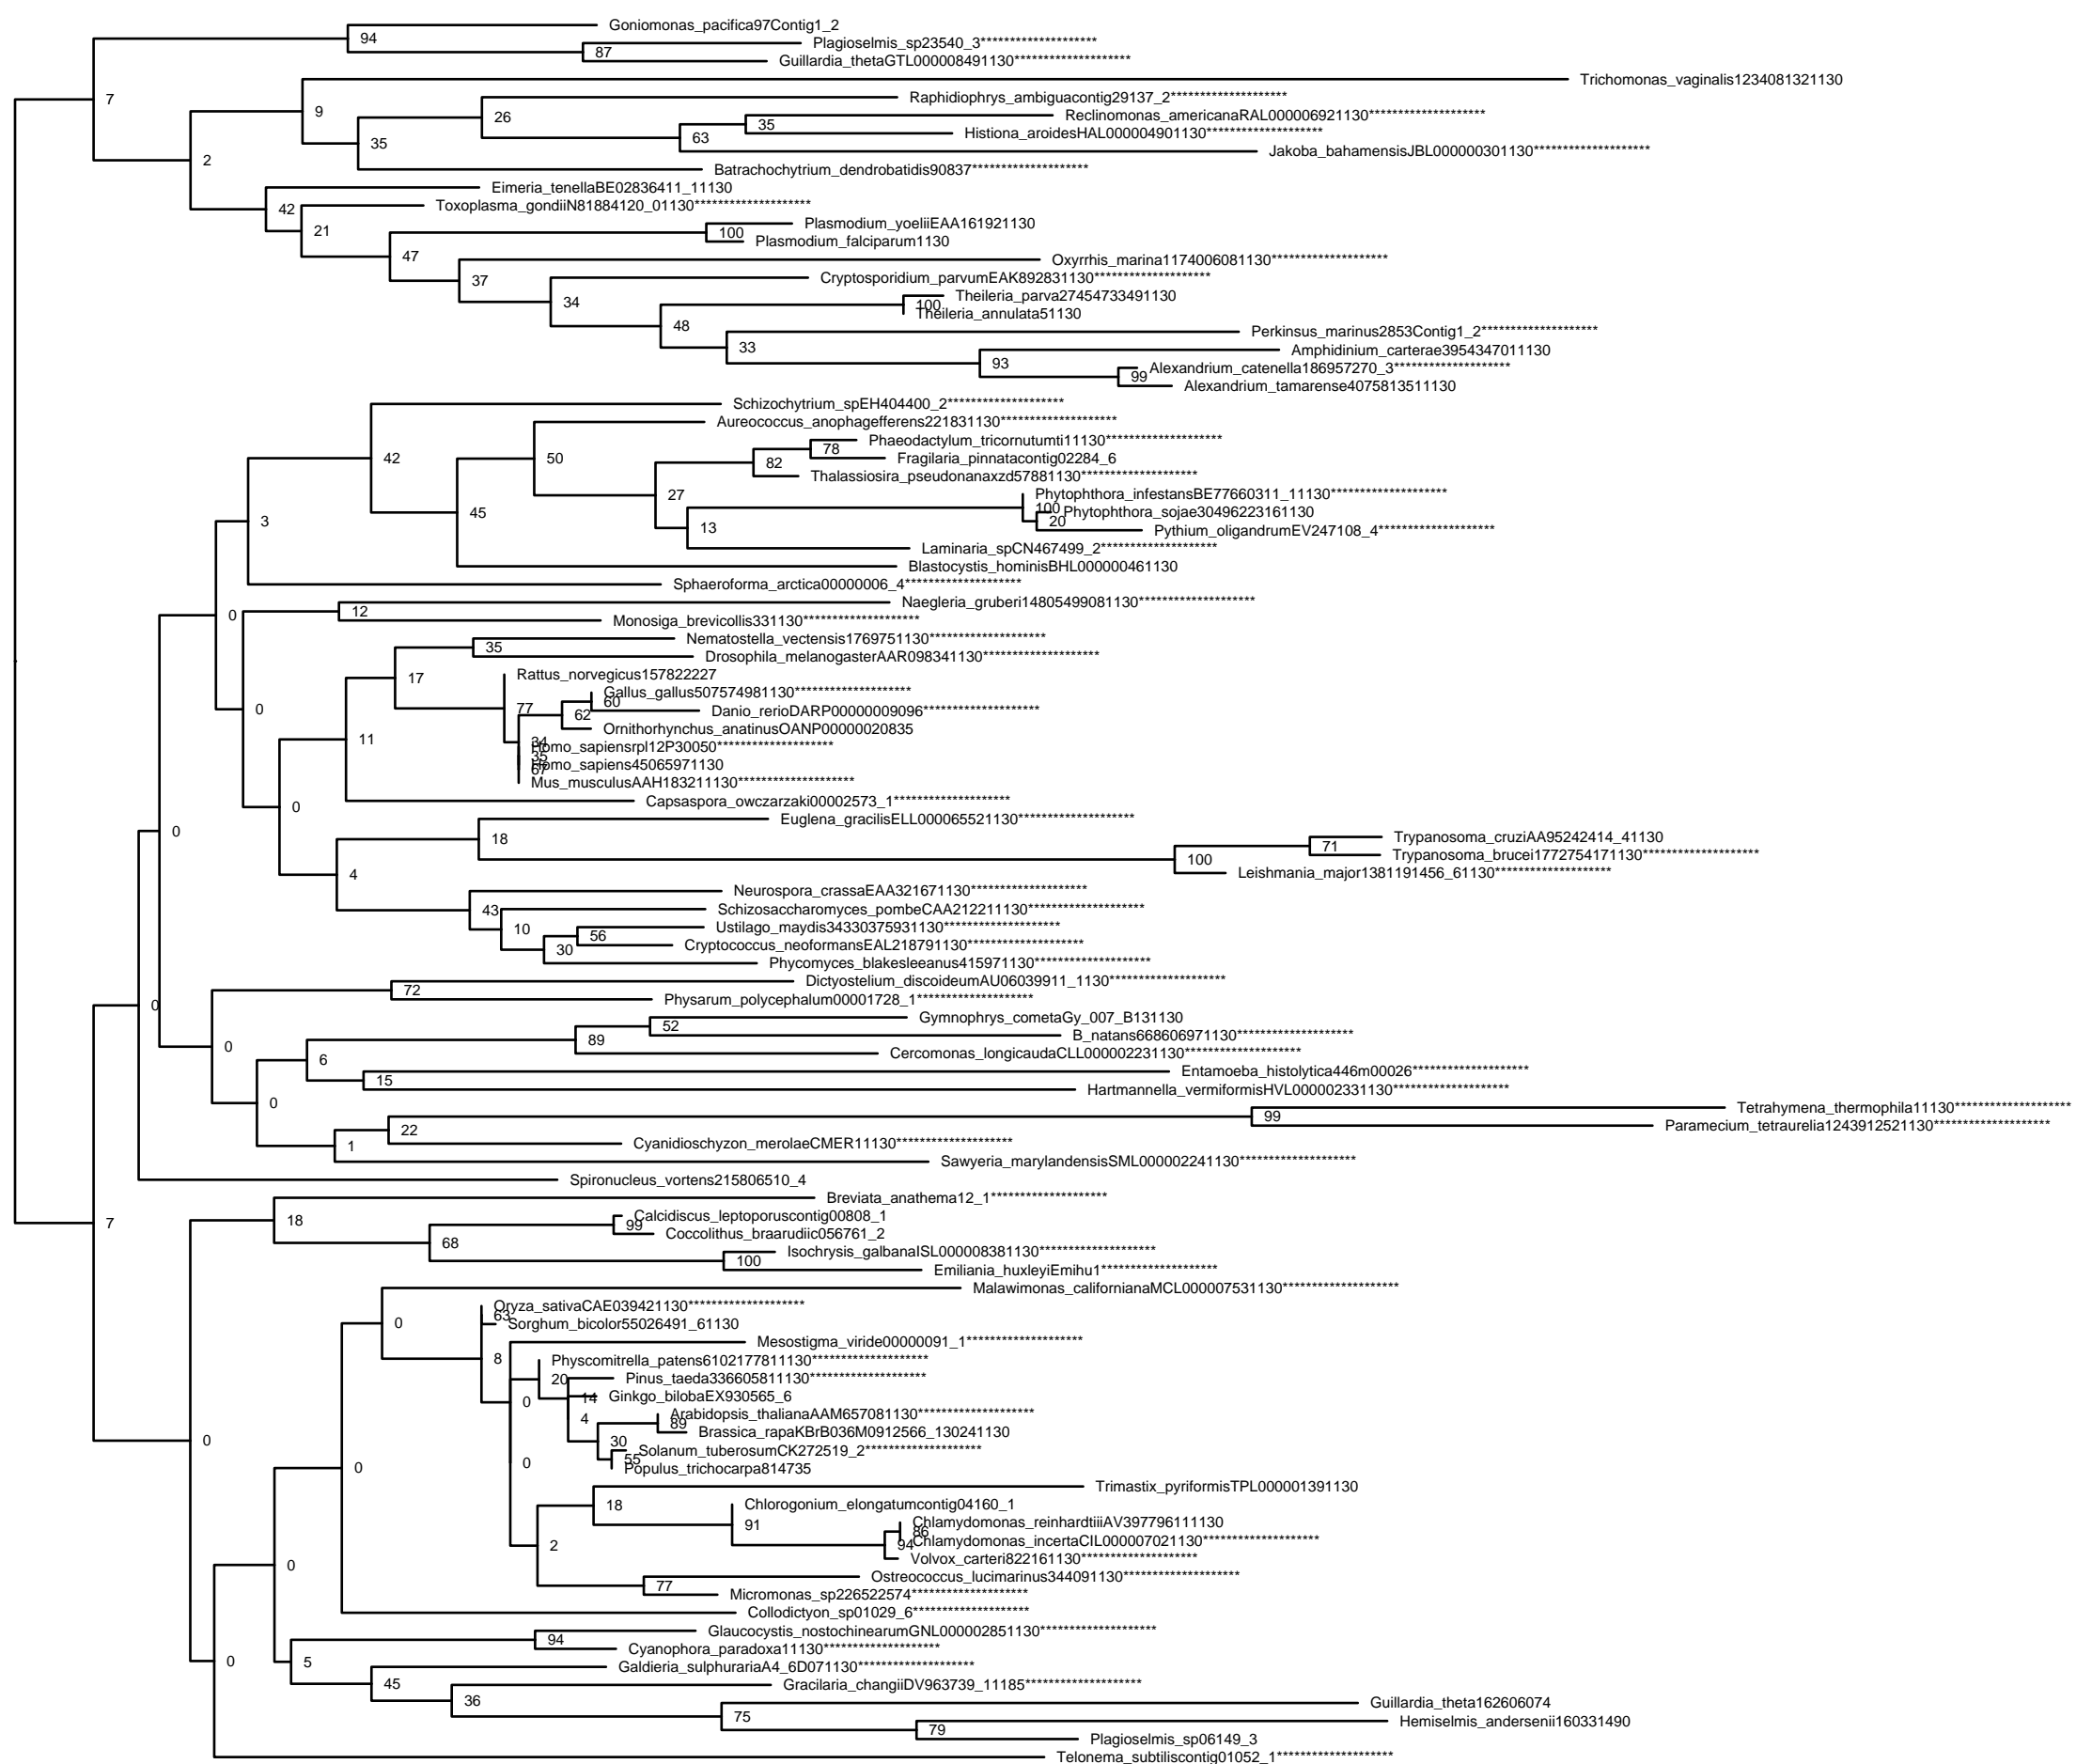 Goniomonas_pacifica97Contig1_2
94
Plagioselmis_sp23540_3********************
87
Guillardia_thetaGTL000008491130********************
Trichomonas_vaginalis1234081321130
7
Raphidiophrys_ambiguacontig29137_2********************
9
26
Reclinomonas_americanaRAL000006921130********************
35
Histiona_aroidesHAL000004901130********************
63
35
Jakoba_bahamensisJBL000000301130********************
2
Batrachochytrium_dendrobatidis90837********************
Eimeria_tenellaBE02836411_11130
42
Toxoplasma_gondiiN81884120_01130********************
21
Plasmodium_yoeliiEAA161921130
100
Plasmodium_falciparum1130
47
Oxyrrhis_marina1174006081130********************
37
Cryptosporidium_parvumEAK892831130********************
34
Theileria_parva27454733491130
100
Theileria_annulata51130
48
Perkinsus_marinus2853Contig1_2********************
33
Amphidinium_carterae3954347011130
93
Alexandrium_catenella186957270_3********************
99
Alexandrium_tamarense4075813511130
Schizochytrium_spEH404400_2********************
Aureococcus_anophagefferens221831130********************
Phaeodactylum_tricornutumti11130********************
78
42
50
Fragilaria_pinnatacontig02284_6
82
Thalassiosira_pseudonanaxzd57881130********************
27
Phytophthora_infestansBE77660311_11130********************
100
Phytophthora_sojae30496223161130
45
3
20
13
Pythium_oligandrumEV247108_4********************
Laminaria_spCN467499_2********************
Blastocystis_hominisBHL000000461130
Sphaeroforma_arctica00000006_4********************
Naegleria_gruberi14805499081130********************
12
0
Monosiga_brevicollis331130********************
Nematostella_vectensis1769751130********************
35
Drosophila_melanogasterAAR098341130********************
17
Rattus_norvegicus157822227
Gallus_gallus507574981130********************
60
77
0
Danio_rerioDARP00000009096********************
62
Ornithorhynchus_anatinusOANP00000020835
11
34
Homo_sapiensrpl12P30050********************
35
Homo_sapiens45065971130
67
Mus_musculusAAH183211130********************
Capsaspora_owczarzaki00002573_1********************
0
Euglena_gracilisELL000065521130********************
0
18
Trypanosoma_cruziAA95242414_41130
71
Trypanosoma_brucei1772754171130********************
100
Leishmania_major1381191456_61130********************
4
Neurospora_crassaEAA321671130********************
43
Schizosaccharomyces_pombeCAA212211130********************
10
Ustilago_maydis34330375931130********************
56
Cryptococcus_neoformansEAL218791130********************
30
Phycomyces_blakesleeanus415971130********************
Dictyostelium_discoideumAU06039911_1130********************
72
Physarum_polycephalum00001728_1********************
0
Gymnophrys_cometaGy_007_B131130
52
B_natans668606971130********************
89
0
Cercomonas_longicaudaCLL000002231130********************
6
Entamoeba_histolytica446m00026********************
15
Hartmannella_vermiformisHVL000002331130********************
0
Tetrahymena_thermophila11130********************
99
Paramecium_tetraurelia1243912521130********************
22
Cyanidioschyzon_merolaeCMER11130********************
1
Sawyeria_marylandensisSML000002241130********************
Spironucleus_vortens215806510_4
Breviata_anathema12_1********************
7
18
Calcidiscus_leptoporuscontig00808_1
99
Coccolithus_braarudiic056761_2
68
Isochrysis_galbanaISL000008381130********************
100
Emiliania_huxleyiEmihu1********************
Malawimonas_californianaMCL000007531130********************
Oryza_sativaCAE039421130********************
63
0
Sorghum_bicolor55026491_61130
Mesostigma_viride00000091_1********************
8
Physcomitrella_patens6102177811130********************
20
Pinus_taeda336605811130********************
14
0
Ginkgo_bilobaEX930565_6
4
Arabidopsis_thalianaAAM657081130********************
89
Brassica_rapaKBrB036M0912566_130241130
0
30
Solanum_tuberosumCK272519_2********************
55
0
0
Populus_trichocarpa814735
Trimastix_pyriformisTPL000001391130
18
Chlorogonium_elongatumcontig04160_1
91
Chlamydomonas_reinhardtiiiAV397796111130
86
Chlamydomonas_incertaCIL000007021130********************
94
2
Volvox_carteri822161130********************
0
Ostreococcus_lucimarinus344091130********************
77
Micromonas_sp226522574********************
Collodictyon_sp01029_6********************
Glaucocystis_nostochinearumGNL000002851130********************
94
Cyanophora_paradoxa11130********************
0
5
Galdieria_sulphurariaA4_6D071130********************
45
Gracilaria_changiiDV963739_11185********************
36
Guillardia_theta162606074
75
Hemiselmis_andersenii160331490
79
Plagioselmis_sp06149_3
Telonema_subtiliscontig01052_1********************